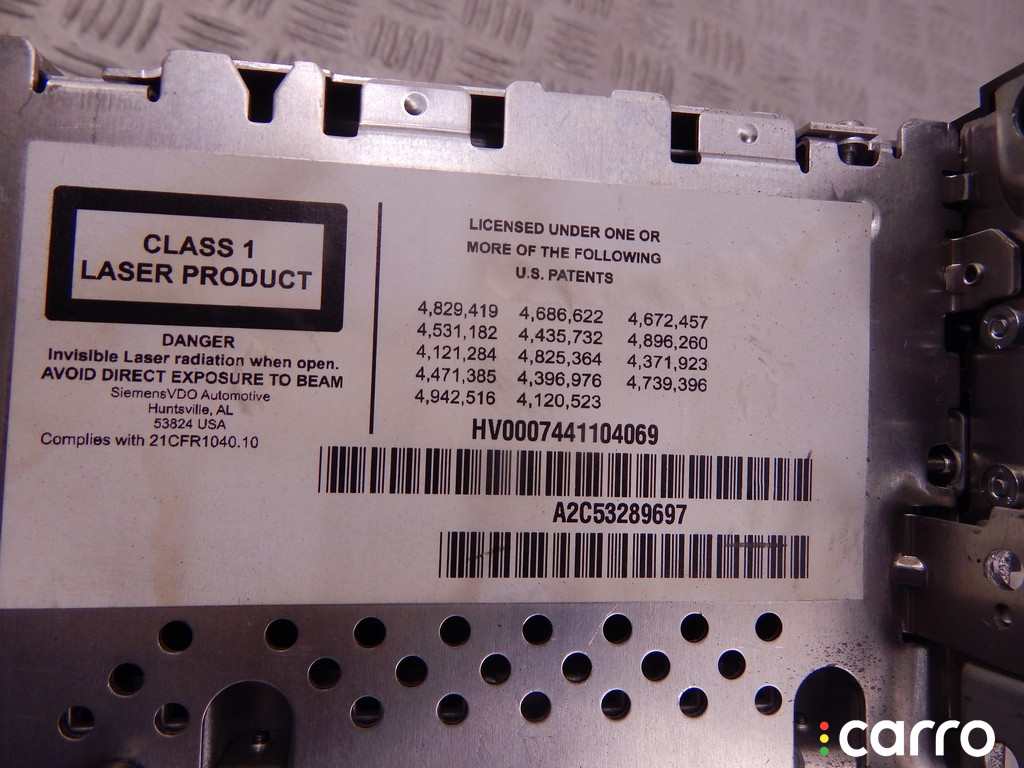 CLASS 1
LASER PRODUCT
DANGER
Invisible Laser radiation when open.
AVOID DIRECT EXPOSURE TO BEAM
SiemensVDO Automotive
Huntsville, AL
53824 USA
Complies with 21CFR1040.10
LICENSED UNDER ONE OR
MORE OF THE FOLLOWING
U.S. PATENTS
4,829,419 4,686,622 4,672,457
4,531,182 4,435,732 4,896,260
4,121,284 4,825,364 4,371,923
4,471,385 4,396,976 4,739,396
4,942,516 4,120,523
HV0007441104069
A2C53289697
carro